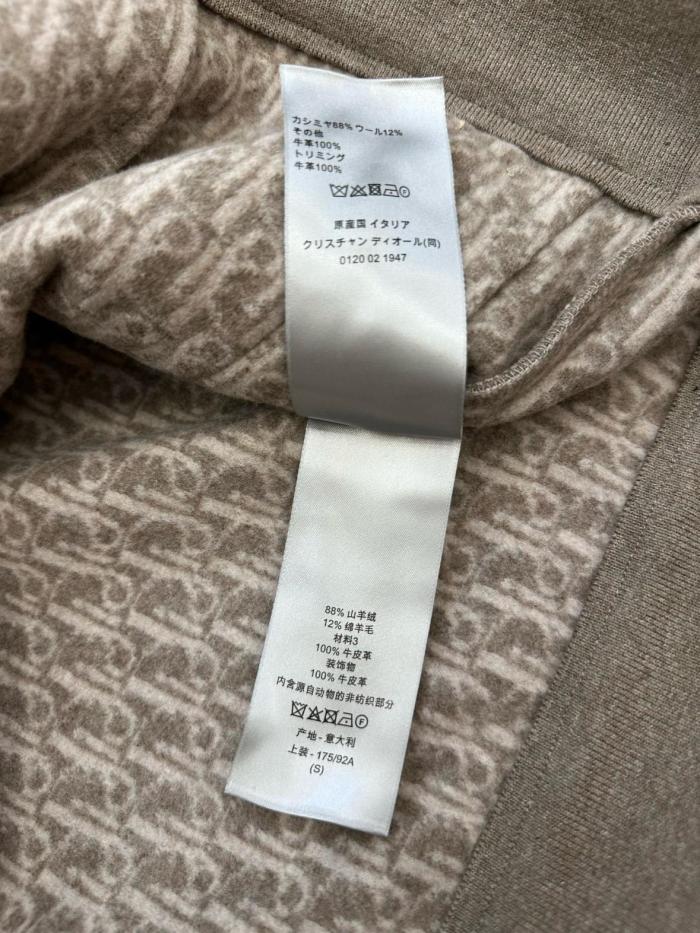 カシミヤ88% ウール12%
その他
牛革100%
トリミング
牛革100%
原産国 イタリア
クリスチャン ディオール(同)
0120 02 1947
88% 山羊绒
12% 绵羊毛
材料3
100% 牛皮革
装饰物
100% 牛皮革
内含源自动物的非纺织部分
产地 - 意大利
上装 - 175/92A
(S)